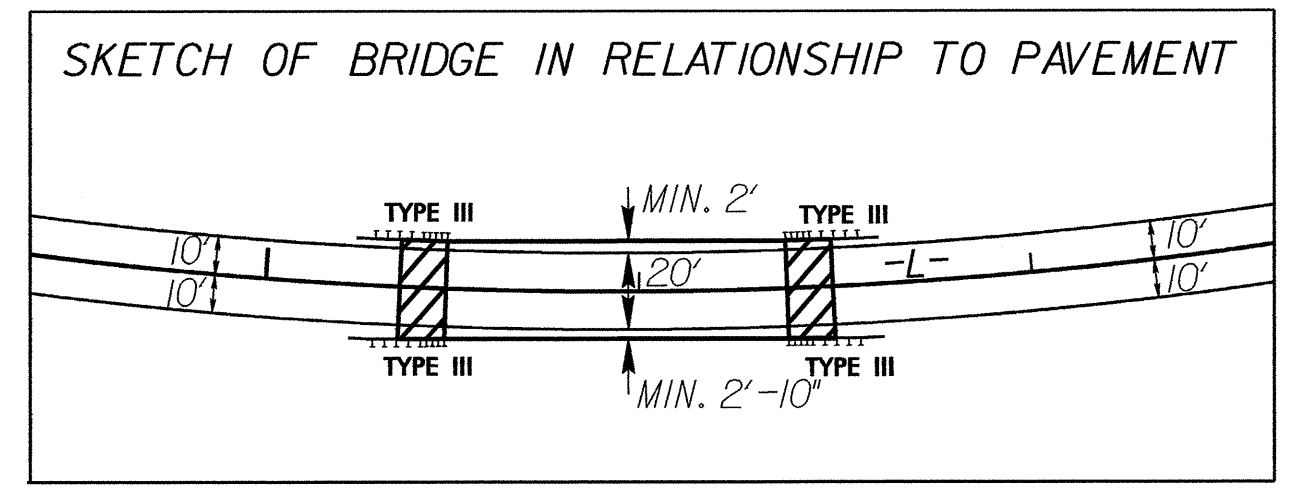 SKETCH OF BRIDGE IN RELATIONSHIP TO PAVEMENT
MIN. 2'
TYPE III
TYPE III
10'
10'
20'
-L-
10'
10'
TYPE III
TYPE III
MIN. 2'-10"